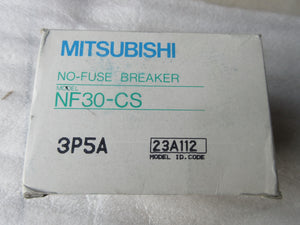 MITSUBISHI
NO-FUSE BREAKER
MODEL
NF30-CS
3P5A
23A112
MODEL ID.CODE